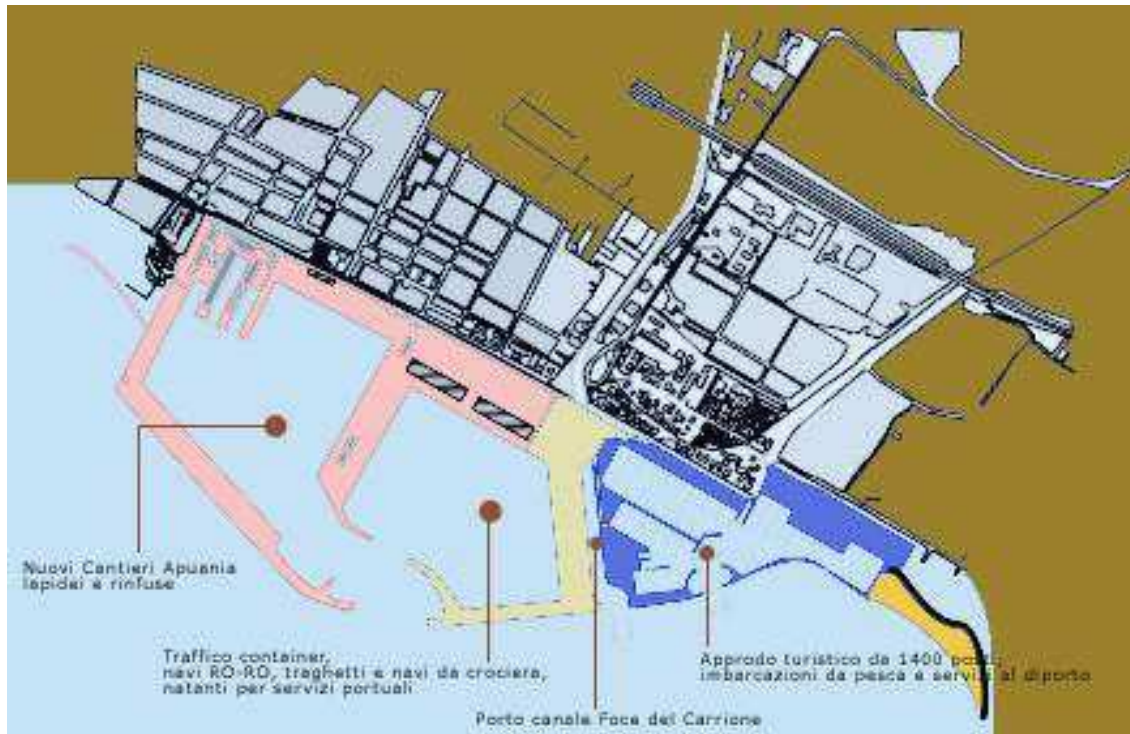 Nuovi Cantieri Apuania
lapidei e rinfuse
Traffico container,
navi RO-RO, traghetti e navi da crociera,
natanti per servizi portuali
Approdo turistico da 1400 posti,
imbarcazioni da pesca e servizi al diporto
Porto canale Foce del Carrione